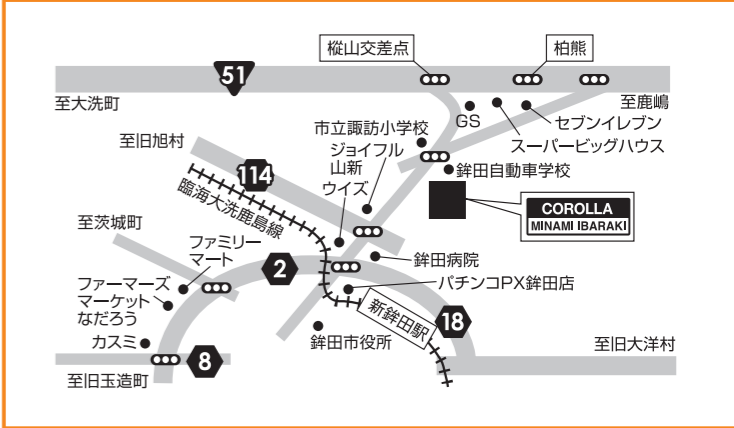 樅山交差点
柏熊
51
至大洗町
至鹿嶋
GS
セブンイレブン
スーパービッグハウス
市立諏訪小学校
ジョイフル
山新
ウイズ
至旧旭村
114
鉾田自動車学校
臨海大洗鹿島線
COROLLA
MINAMI IBARAKI
至茨城町
ファミリー
マート
2
鉾田病院
パチンコPX鉾田店
ファーマーズ
マーケット
なだろう
新鉾田駅
18
カスミ
鉾田市役所
至旧大洋村
8
至旧玉造町